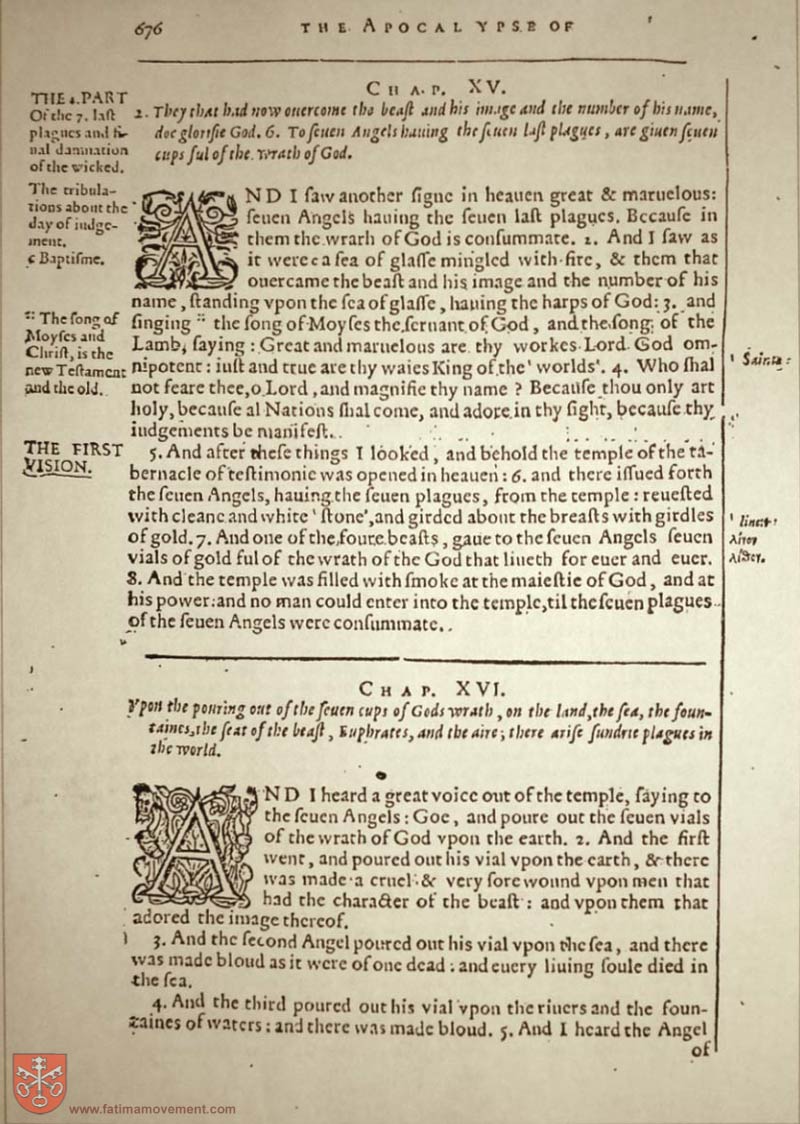 676
THE APOCALYPSE OF
CHAP. XV.
2. They that had now ouercome the beaſt and his image and the number of his name,
doe glorifie God. 6. To ſeuen Angels hauing the ſeuen laſt plagues, are giuen ſeuen
cups ful of the wrath of God.
THE 4. PART
Of the 7. laſt
plagues and fi-
nal damnation
of the wicked.
The tribula-
tions about the
day of iudge-
ment.
c Baptiſme.
AND I ſaw another ſigne in heauen great & maruelous:
ſeuen Angels hauing the ſeuen laſt plagues. Becauſe in
them the wrath of God is conſummate. 2. And I ſaw as
it were c a ſea of glaſſe mingled with fire, & them that
ouercame the beaſt and his image and the number of his
name, ſtanding vpon the ſea of glaſſe, hauing the harps of God: 3. and
ſinging :: the ſong of Moyſes the ſeruant of God, and the ſong of the
Lamb, ſaying: Great and maruelous are thy workes Lord God om-
nipotent: iuſt and true are thy waies King of the ' worlds'. 4. Who ſhal
not feare thee, o Lord, and magnifie thy name? Becauſe thou only art
holy, becauſe al Nations ſhal come, and adore in thy ſight, becauſe thy
iudgements be manifeſt.
:: The ſong of
Moyſes and
Chriſt, is the
new Teſtament
and the old.
' Saints:
THE FIRST
VISION.
5. And after theſe things I looked, and behold the temple of the ta-
bernacle of teſtimonie was opened in heauen: 6. and there iſſued forth
the ſeuen Angels, hauing the ſeuen plagues, from the temple: reueſted
with cleane and white ' ſtone', and girded about the breaſts with girdles
of gold. 7. And one of the foure beaſts, gaue to the ſeuen Angels ſeuen
vials of gold ful of the wrath of the God that liueth for euer and euer.
8. And the temple was filled with ſmoke at the maieſtie of God, and at
his power: and no man could enter into the temple, til the ſeuen plagues
of the ſeuen Angels were conſummate.
' linen
CHAP. XVI.
Vpon the pouring out of the ſeuen cups of Gods wrath, on the land, the ſea, the foun-
taines, the ſeat of the beaſt, Euphrates, and the aire, there ariſe ſundrie plagues in
the world.
AND I heard a great voice out of the temple, ſaying to
the ſeuen Angels: Goe, and poure out the ſeuen vials
of the wrath of God vpon the earth. 2. And the firſt
went, and poured out his vial vpon the earth, & there
was made a cruel & very ſore wound vpon men that
had the character of the beaſt: and vpon them that
adored the image thereof.
3. And the ſecond Angel poured out his vial vpon the ſea, and there
was made bloud as it were of one dead: and euery liuing ſoule died in
the ſea.
4. And the third poured out his vial vpon the riuers and the foun-
taines of waters: and there was made bloud. 5. And I heard the Angel
of
www.fatimamovement.com